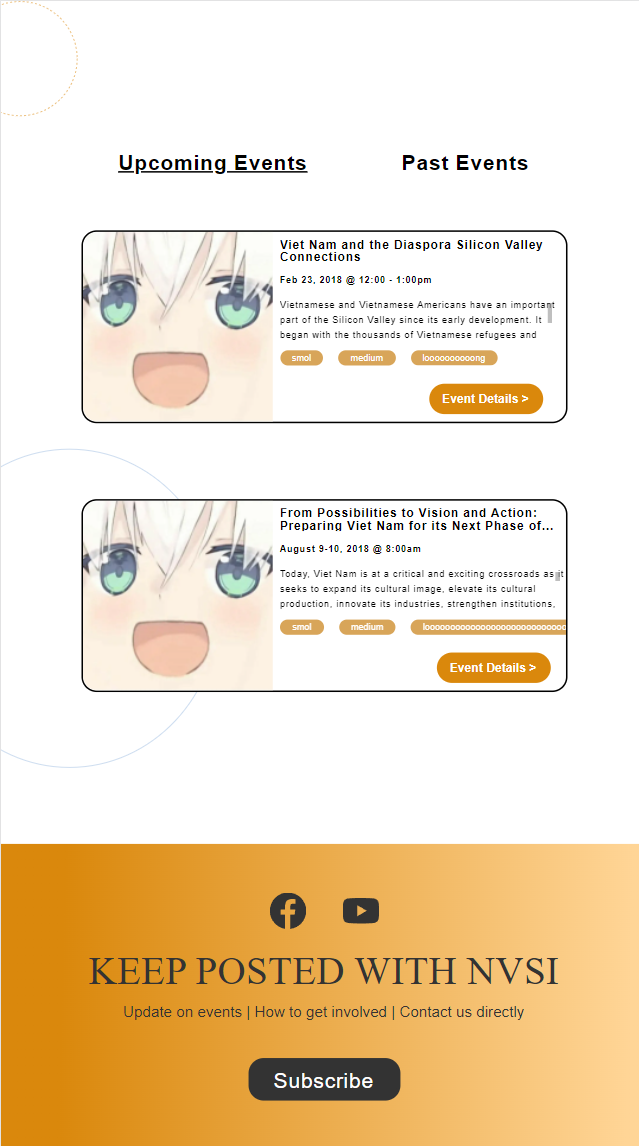 Upcoming Events
Past Events
Viet Nam and the Diaspora Silicon Valley
Connections
Feb 23, 2018 @ 12:00 - 1:00pm
Vietnamese and Vietnamese Americans have an important
part of the Silicon Valley since its early development. It
began with the thousands of Vietnamese refugees and
smol
medium
looooooooooong
Event Details >
From Possibilities to Vision and Action:
Preparing Viet Nam for its Next Phase of...
August 9-10, 2018 @ 8:00am
Today, Viet Nam is at a critical and exciting crossroads as it
seeks to expand its cultural image, elevate its cultural
production, innovate its industries, strengthen institutions,
smol
medium
Event Details >
KEEP POSTED WITH NVSI
Update on events | How to get involved | Contact us directly
Subscribe